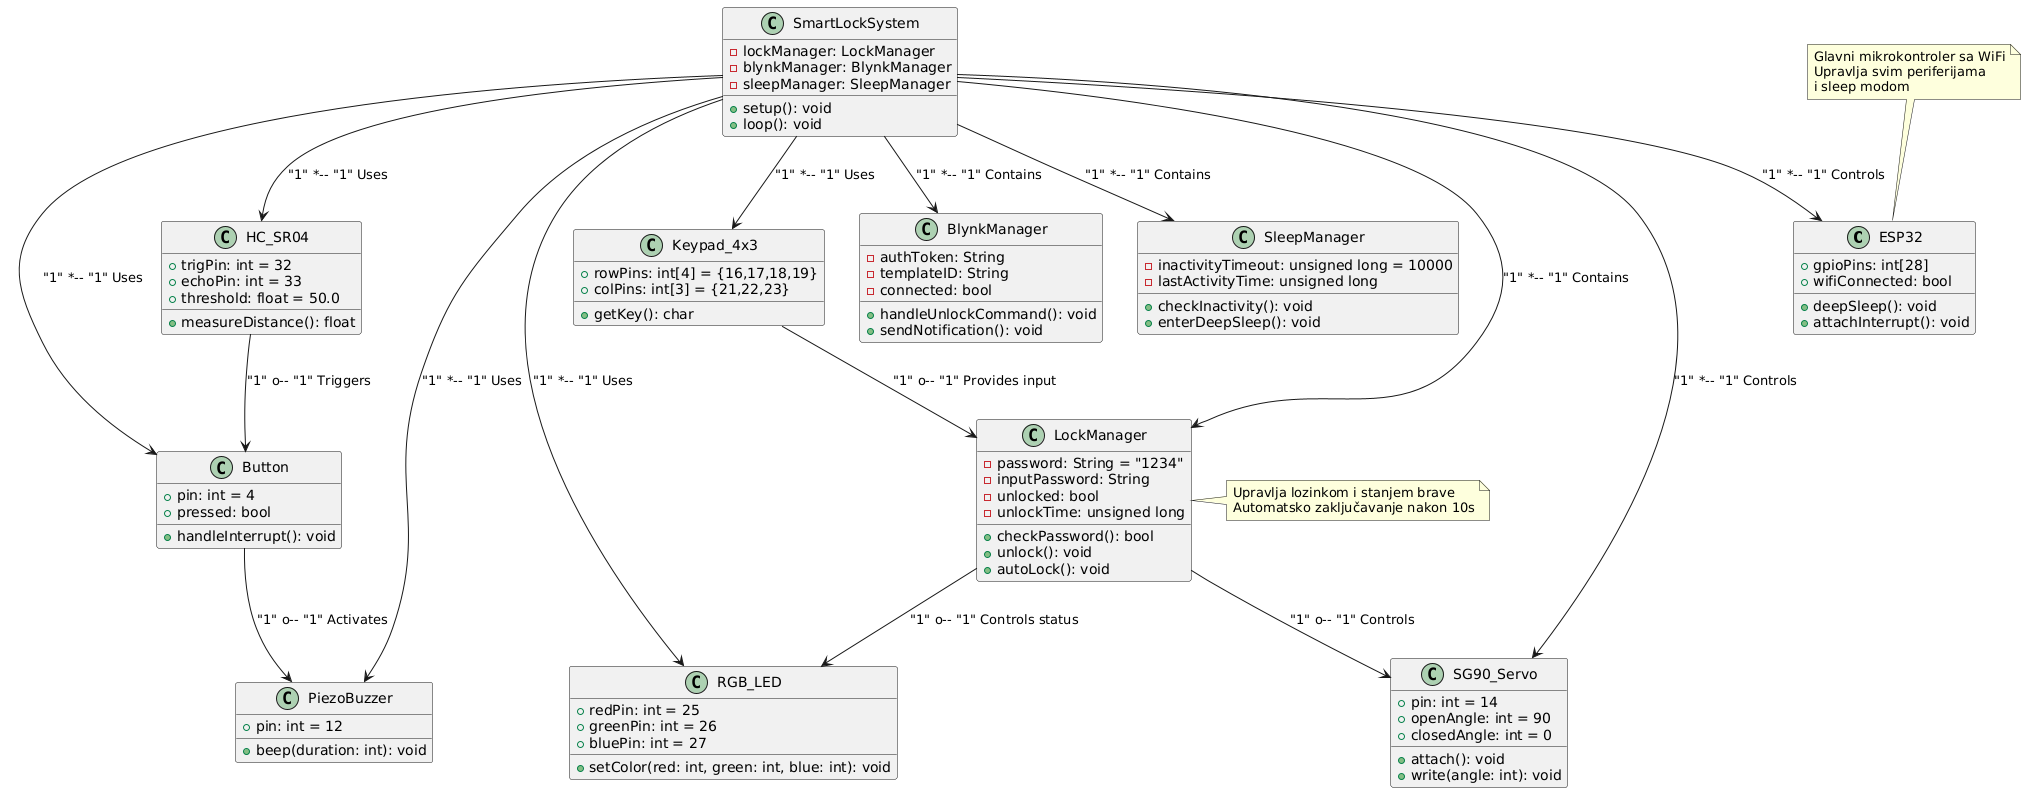 SmartLockSystem
lockManager: LockManager
blynkManager: BlynkManager
sleepManager: SleepManager
setup(): void
loop(): void
Glavni mikrokontroler sa WiFi
Upravlja svim periferijama
i sleep modom
"1" *-- "1" Uses
"1" *-- "1" Uses
"1" *-- "1" Contains
"1" *-- "1" Contains
"1" *-- "1" Controls
HC_SR04
trigPin: int = 32
echoPin: int = 33
threshold: float = 50.0
measureDistance(): float
Keypad_4x3
rowPins: int[4] = {16,17,18,19}
colPins: int[3] = {21,22,23}
getKey(): char
BlynkManager
authToken: String
templateID: String
connected: bool
handleUnlockCommand(): void
sendNotification(): void
SleepManager
inactivityTimeout: unsigned long = 10000
lastActivityTime: unsigned long
checkInactivity(): void
enterDeepSleep(): void
ESP32
gpioPins: int[28]
wifiConnected: bool
deepSleep(): void
attachInterrupt(): void
"1" *-- "1" Uses
"1" *-- "1" Contains
"1" o-- "1" Triggers
"1" *-- "1" Uses
"1" *-- "1" Uses
"1" o-- "1" Provides input
"1" *-- "1" Controls
Button
pin: int = 4
pressed: bool
handleInterrupt(): void
LockManager
password: String = "1234"
inputPassword: String
unlocked: bool
unlockTime: unsigned long
checkPassword(): bool
unlock(): void
autoLock(): void
Upravlja lozinkom i stanjem brave
Automatsko zaključavanje nakon 10s
"1" o-- "1" Activates
"1" o-- "1" Controls status
"1" o-- "1" Controls
PiezoBuzzer
pin: int = 12
beep(duration: int): void
RGB_LED
redPin: int = 25
greenPin: int = 26
bluePin: int = 27
setColor(red: int, green: int, blue: int): void
SG90_Servo
pin: int = 14
openAngle: int = 90
closedAngle: int = 0
attach(): void
write(angle: int): void